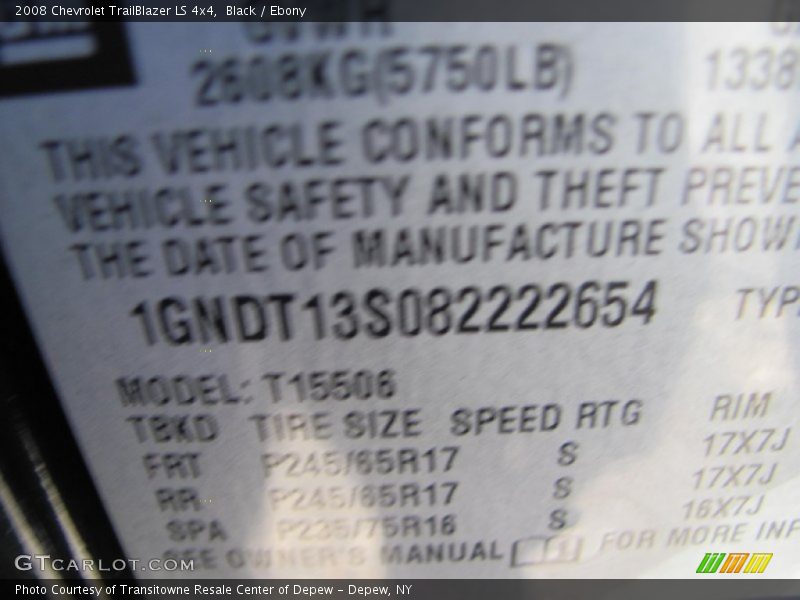 2008 Chevrolet TrailBlazer LS 4x4, Black / Ebony
GVWR
2608KG(5750LB) 1338
THIS VEHICLE CONFORMS TO ALL A
VEHICLE SAFETY AND THEFT PREVE
THE DATE OF MANUFACTURE SHOWN
1GNDT13S082222654 TYP
MODEL: T15506
TBKD TIRE SIZE SPEED RTG RIM
FRT P245/65R17 S 17X7J
RR P245/65R17 S 17X7J
SPA P235/75R16 S 16X7J
SEE OWNER'S MANUAL FOR MORE INF
GTCARLOT.COM
Photo Courtesy of Transitowne Resale Center of Depew – Depew, NY